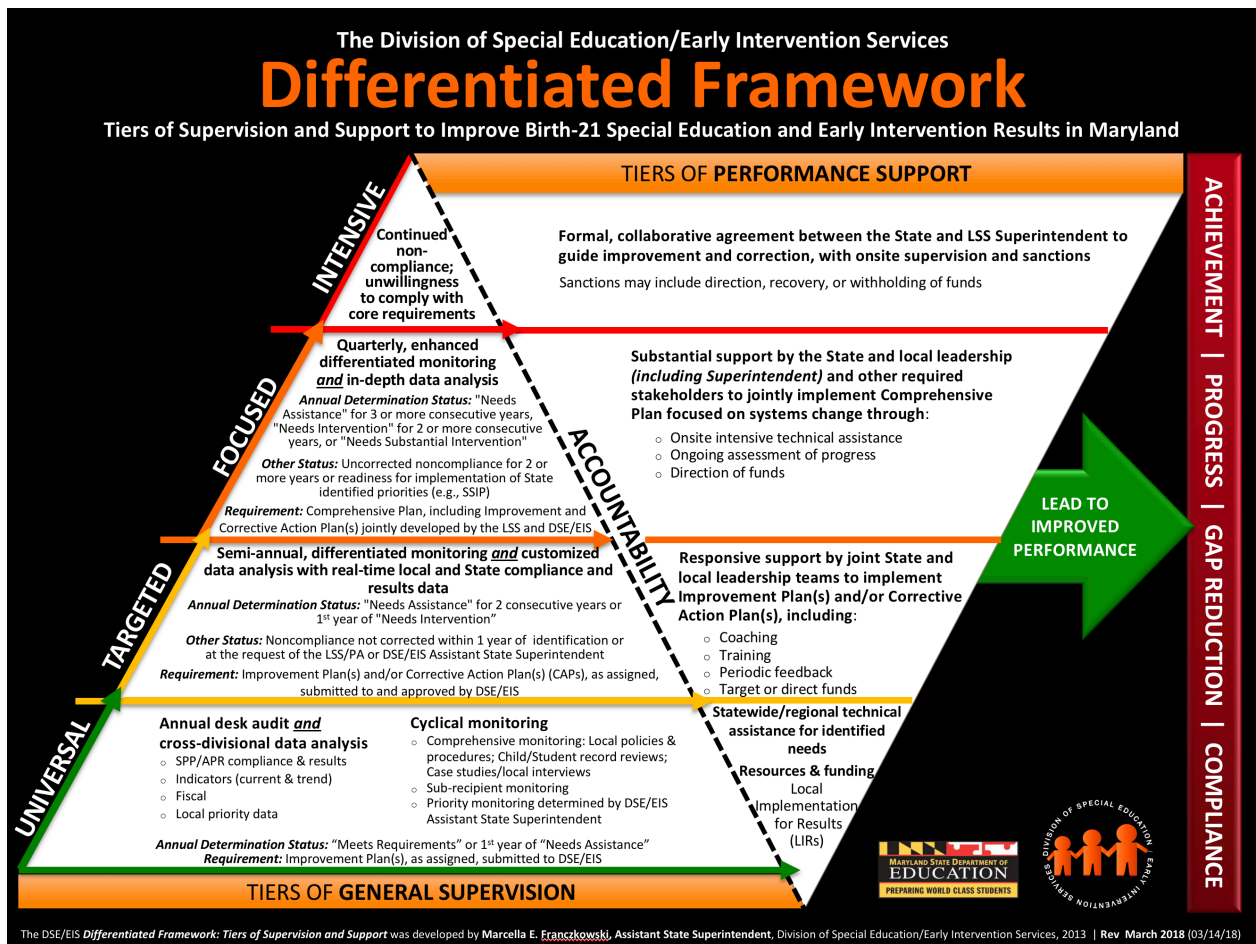 The Division of Special Education/Early Intervention Services
Differentiated Framework
Tiers of Supervision and Support to Improve Birth-21 Special Education and Early Intervention Results in Maryland
TIERS OF PERFORMANCE SUPPORT
INTENSIVE
Continued
non-
compliance;
unwillingness
to comply with
core requirements
Formal, collaborative agreement between the State and LSS Superintendent to
guide improvement and correction, with onsite supervision and sanctions
Sanctions may include direction, recovery, or withholding of funds
FOCUSED
Quarterly, enhanced
differentiated monitoring
and in-depth data analysis
Annual Determination Status: "Needs
Assistance" for 3 or more consecutive years,
"Needs Intervention" for 2 or more consecutive
years, or "Needs Substantial Intervention"
Other Status: Uncorrected noncompliance for 2 or
more years or readiness for implementation of State
identified priorities (e.g., SSIP)
Requirement: Comprehensive Plan, including Improvement and
Corrective Action Plan(s) jointly developed by the LSS and DSE/EIS
ACCOUNTABILITY
Substantial support by the State and local leadership
(including Superintendent) and other required
stakeholders to jointly implement Comprehensive
Plan focused on systems change through:
○ Onsite intensive technical assistance
○ Ongoing assessment of progress
○ Direction of funds
TARGETED
Semi-annual, differentiated monitoring and customized
data analysis with real-time local and State compliance and
results data
Annual Determination Status: "Needs Assistance" for 2 consecutive years or
1st year of "Needs Intervention”
Other Status: Noncompliance not corrected within 1 year of identification or
at the request of the LSS/PA or DSE/EIS Assistant State Superintendent
Requirement: Improvement Plan(s) and/or Corrective Action Plan(s) (CAPs), as assigned,
submitted to and approved by DSE/EIS
Responsive support by joint State and
local leadership teams to implement
Improvement Plan(s) and/or Corrective
Action Plan(s), including:
○ Coaching
○ Training
○ Periodic feedback
○ Target or direct funds
UNIVERSAL
Annual desk audit and
cross-divisional data analysis
○ SPP/APR compliance & results
○ Indicators (current & trend)
○ Fiscal
○ Local priority data
Cyclical monitoring
○ Comprehensive monitoring: Local policies &
procedures; Child/Student record reviews;
Case studies/local interviews
○ Sub-recipient monitoring
○ Priority monitoring determined by DSE/EIS
Assistant State Superintendent
Annual Determination Status: “Meets Requirements” or 1st year of “Needs Assistance”
Requirement: Improvement Plan(s), as assigned, submitted to DSE/EIS
Statewide/regional technical
assistance for identified
needs
Resources & funding
Local
Implementation
for Results
(LIRs)
TIERS OF GENERAL SUPERVISION
LEAD TO
IMPROVED
PERFORMANCE
ACHIEVEMENT | PROGRESS | GAP REDUCTION | COMPLIANCE
MARYLAND STATE DEPARTMENT OF
EDUCATION
PREPARING WORLD CLASS STUDENTS
DIVISION OF SPECIAL EDUCATION · EARLY INTERVENTION SERVICES
The DSE/EIS Differentiated Framework: Tiers of Supervision and Support was developed by Marcella E. Franczkowski, Assistant State Superintendent, Division of Special Education/Early Intervention Services, 2013 | Rev March 2018 (03/14/18)